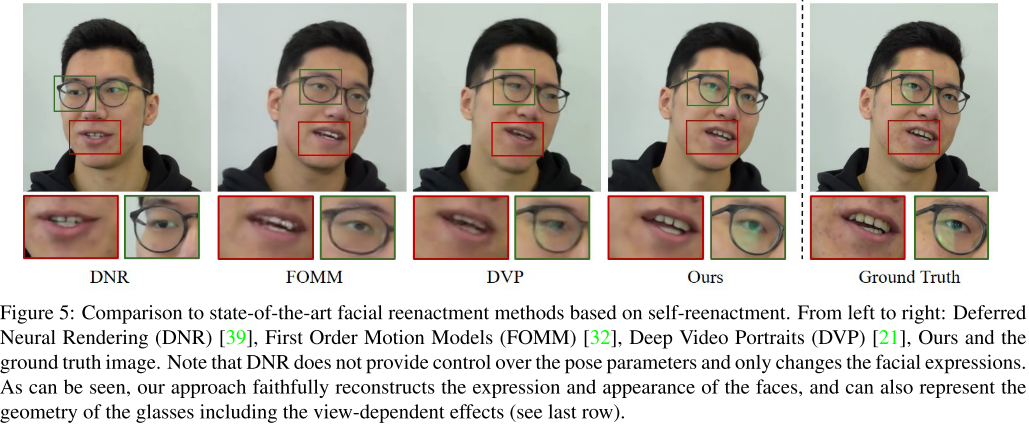 DNR
FOMM
DVP
Ours
Ground Truth
Figure 5: Comparison to state-of-the-art facial reenactment methods based on self-reenactment. From left to right: Deferred
Neural Rendering (DNR) [39], First Order Motion Models (FOMM) [32], Deep Video Portraits (DVP) [21], Ours and the
ground truth image. Note that DNR does not provide control over the pose parameters and only changes the facial expressions.
As can be seen, our approach faithfully reconstructs the expression and appearance of the faces, and can also represent the
geometry of the glasses including the view-dependent effects (see last row).